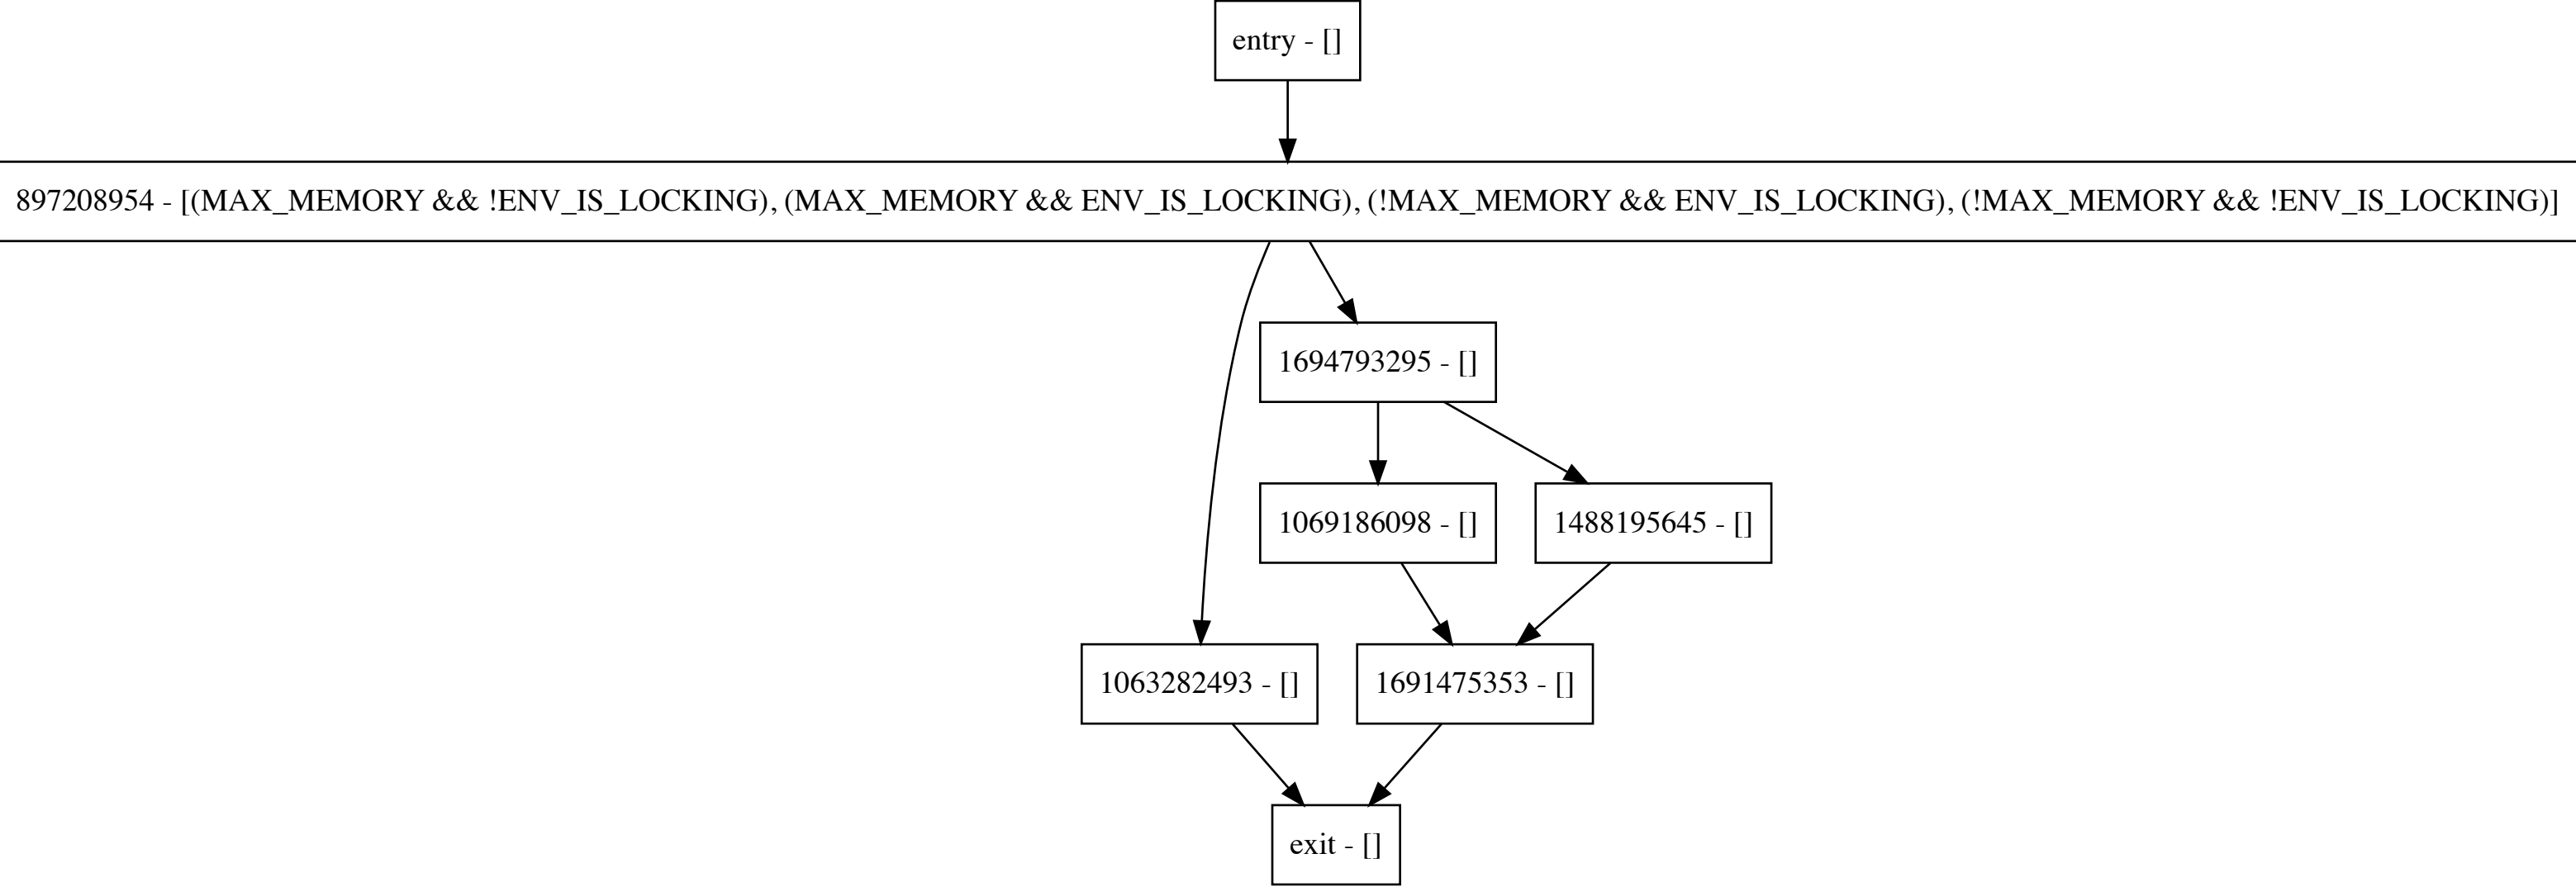 entry - []
897208954 - [(MAX_MEMORY && !ENV_IS_LOCKING), (MAX_MEMORY && ENV_IS_LOCKING), (!MAX_MEMORY && ENV_IS_LOCKING), (!MAX_MEMORY && !ENV_IS_LOCKING)]
1694793295 - []
1069186098 - []
1488195645 - []
1063282493 - []
1691475353 - []
exit - []